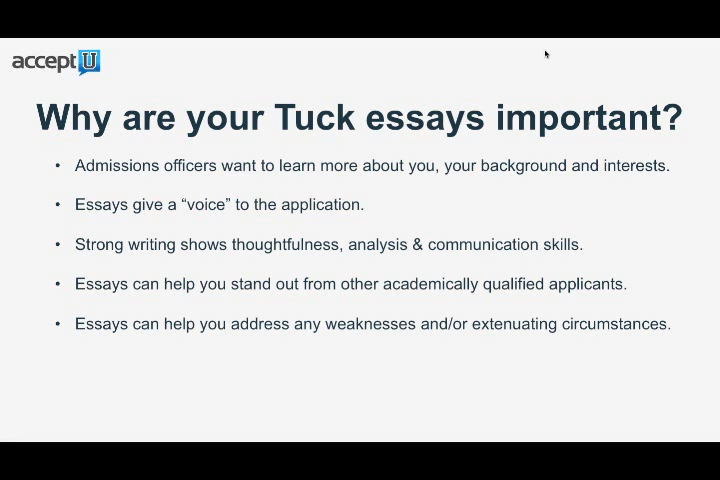 acceptU
Why are your Tuck essays important?
• Admissions officers want to learn more about you, your background and interests.
• Essays give a “voice” to the application.
• Strong writing shows thoughtfulness, analysis & communication skills.
• Essays can help you stand out from other academically qualified applicants.
• Essays can help you address any weaknesses and/or extenuating circumstances.